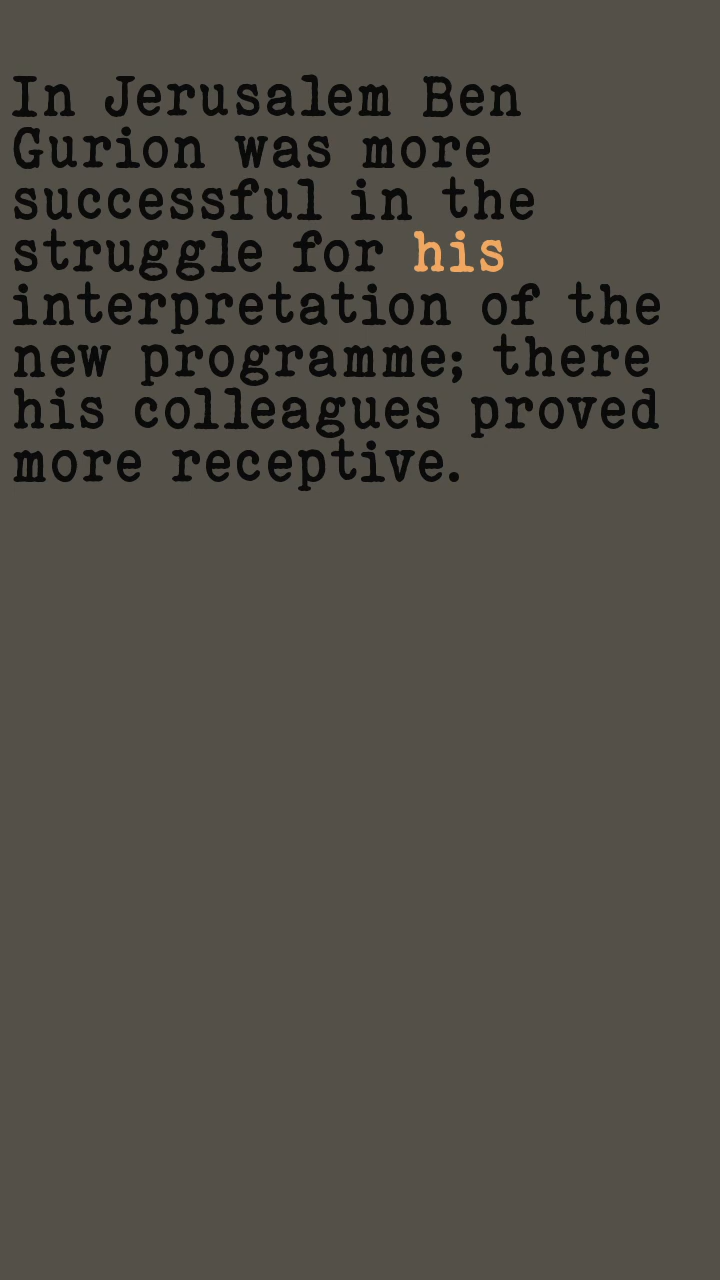 In Jerusalem Ben
Gurion was more
successful in the
struggle for his
interpretation of the
new programme; there
his colleagues proved
more receptive.